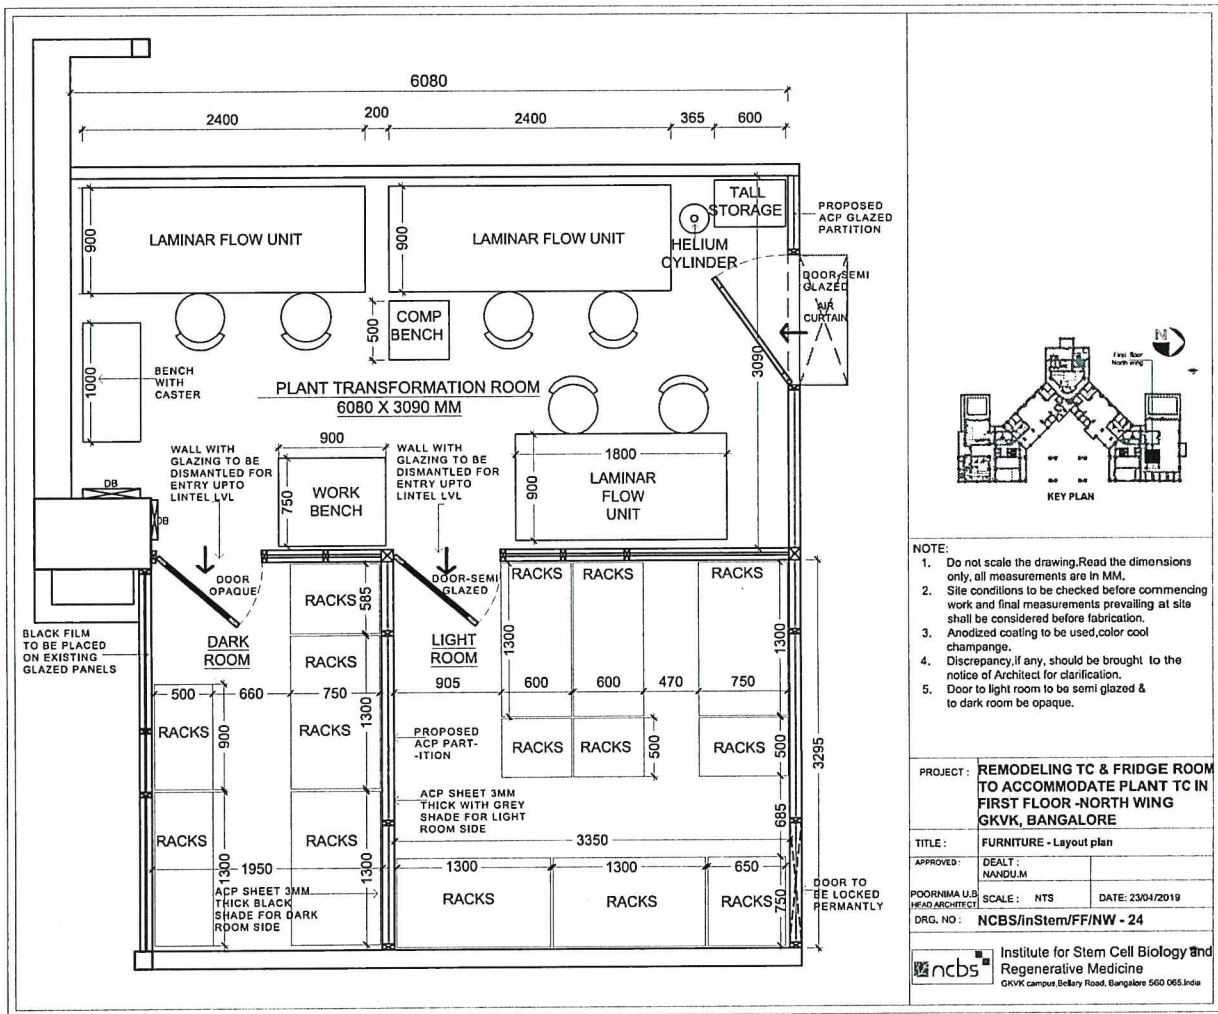 6080
2400
200
2400
365
600
TALL
STORAGE
PROPOSED
ACP GLAZED
PARTITION
900
LAMINAR FLOW UNIT
900
LAMINAR FLOW UNIT
HELIUM
CYLINDER
DOOR-SEMI
GLAZED
AIR
CURTAIN
COMP
BENCH
500
3090
1000
BENCH
WITH
CASTER
PLANT TRANSFORMATION ROOM
6080 X 3090 MM
WALL WITH
GLAZING TO BE
DISMANTLED FOR
ENTRY UPTO
LINTEL LVL
900
WALL WITH
GLAZING TO BE
DISMANTLED FOR
ENTRY UPTO
LINTEL LVL
1800
900
LAMINAR
FLOW
UNIT
750
WORK
BENCH
DB
DB
DOOR
OPAQUE
DOOR-SEMI
GLAZED
RACKS
585
RACKS
RACKS
RACKS
BLACK FILM
TO BE PLACED
ON EXISTING
GLAZED PANELS
DARK
ROOM
LIGHT
ROOM
1300
1300
RACKS
500
660
750
905
600
600
470
750
RACKS
900
RACKS
1300
PROPOSED
ACP PART-
-ITION
RACKS
RACKS
500
RACKS
500
3295
ACP SHEET 3MM
THICK WITH GREY
SHADE FOR LIGHT
ROOM SIDE
685
RACKS
RACKS
3350
1950
1300
1300
1300
1300
650
ACP SHEET 3MM
THICK BLACK
SHADE FOR DARK
ROOM SIDE
RACKS
RACKS
RACKS
750
DOOR TO
BE LOCKED
PERMANTLY
N
First floor
North wing
KEY PLAN
NOTE:
1. Do not scale the drawing.Read the dimensions
only, all measurements are in MM.
2. Site conditions to be checked before commencing
work and final measurements prevailing at site
shall be considered before fabrication.
3. Anodized coating to be used,color cool
champange.
4. Discrepancy,if any, should be brought to the
notice of Architect for clarification.
5. Door to light room to be semi glazed &
to dark room be opaque.
PROJECT : REMODELING TC & FRIDGE ROOM
TO ACCOMMODATE PLANT TC IN
FIRST FLOOR -NORTH WING
GKVK, BANGALORE
TITLE : FURNITURE - Layout plan
APPROVED : DEALT :
NANDU.M
POORNIMA U.B
HEAD ARCHITECT
SCALE : NTS DATE: 23/04/2019
DRG. NO : NCBS/inStem/FF/NW - 24
ncbs
Institute for Stem Cell Biology and
Regenerative Medicine
GKVK campus,Bellary Road, Bangalore 560 065.India